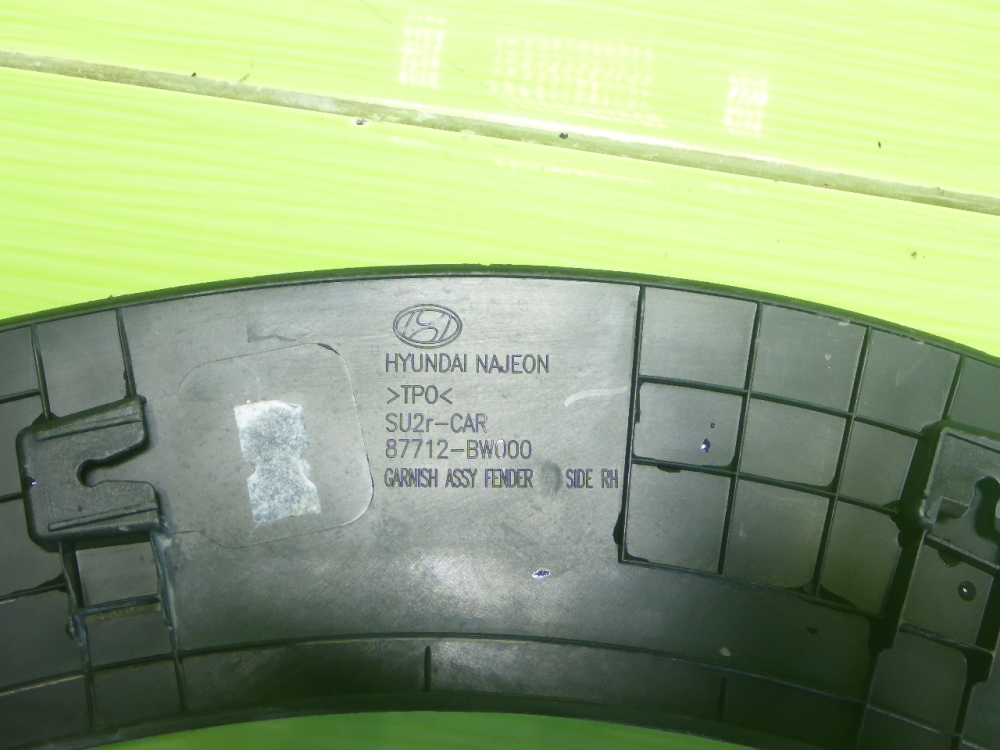 HYUNDAI NAJEON
>TPO<
SU2r-CAR
87712-BW000
GARNISH ASSY FENDER SIDE RH